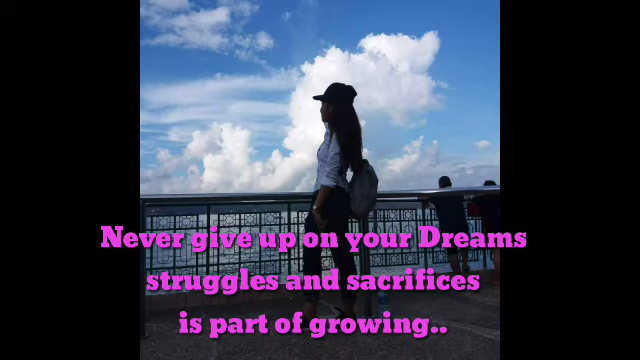 Never give up on your Dreams
struggles and sacrifices
is part of growing..